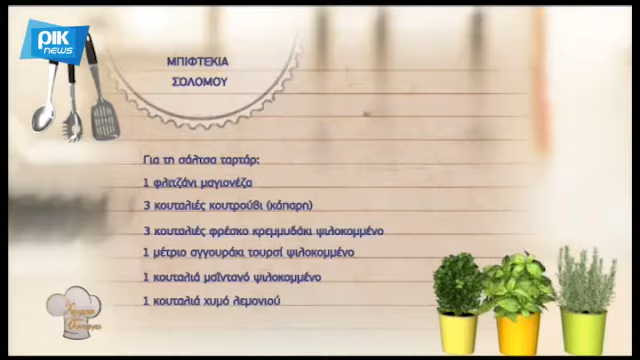 ΡΙΚ
news
ΜΠΙΦΤΕΚΙΑ
ΣΟΛΟΜΟΥ
Για τη σάλτσα ταρτάρ:
1 φλιτζάνι μαγιονέζα
3 κουταλιές κουτρούβι (κάπαρη)
3 κουταλιές φρέσκο κρεμμυδάκι ψιλοκομμένο
1 μέτριο αγγουράκι τουρσί ψιλοκομμένο
1 κουταλιά μαϊντανό ψιλοκομμένο
1 κουταλιά χυμό λεμονιού